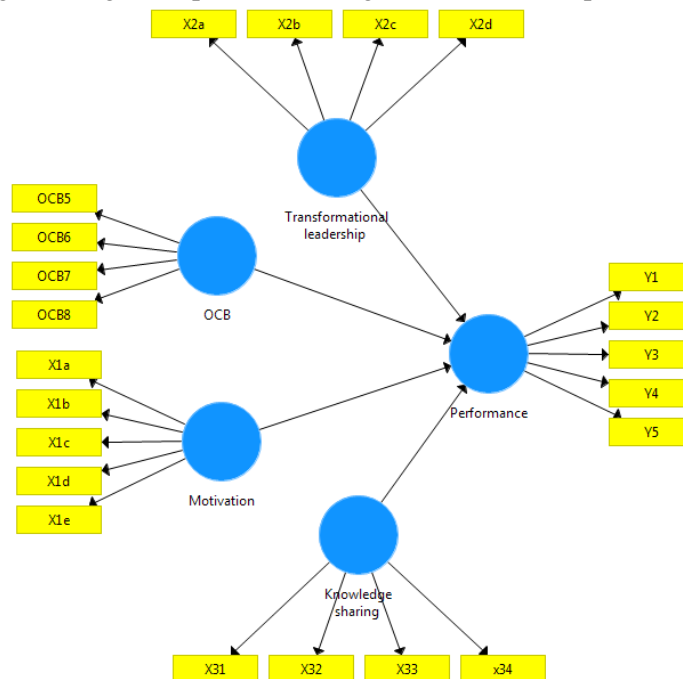 X2a
X2b
X2c
X2d
Transformational
leadership
OCB5
OCB6
OCB7
OCB8
OCB
Y1
Y2
Y3
Y4
Y5
Performance
X1a
X1b
X1c
X1d
X1e
Motivation
Knowledge
sharing
X31
X32
X33
x34